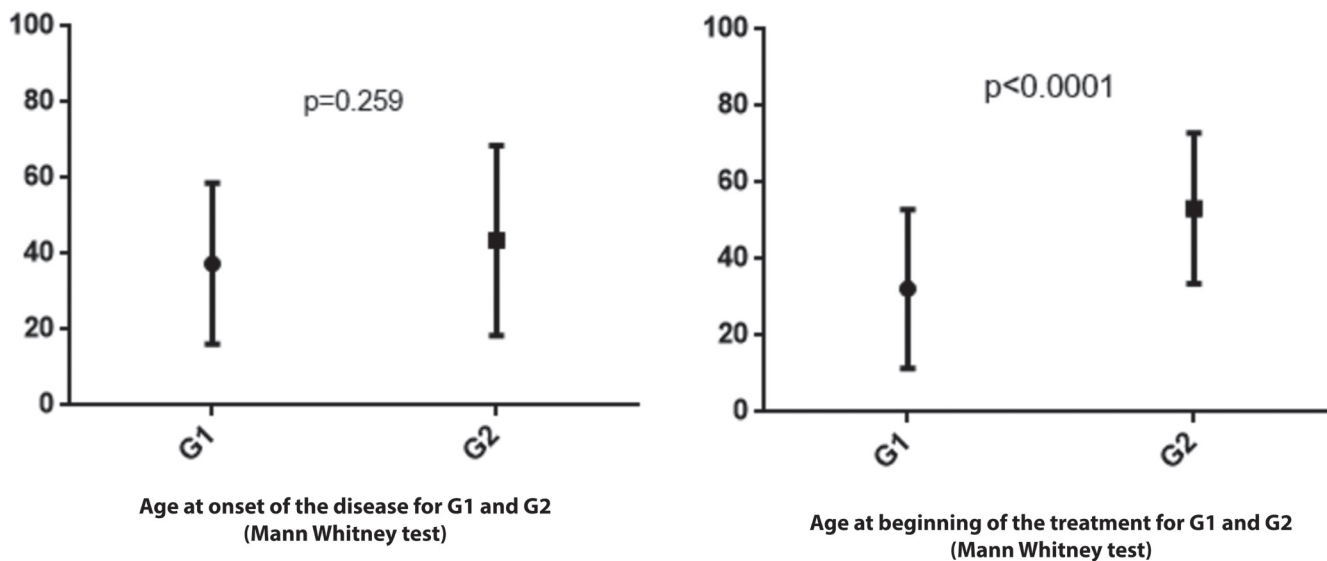 100
80
60
40
20
0
p=0.259
G1
G2
Age at onset of the disease for G1 and G2
(Mann Whitney test)
100
80
60
40
20
0
p<0.0001
G1
G2
Age at beginning of the treatment for G1 and G2
(Mann Whitney test)